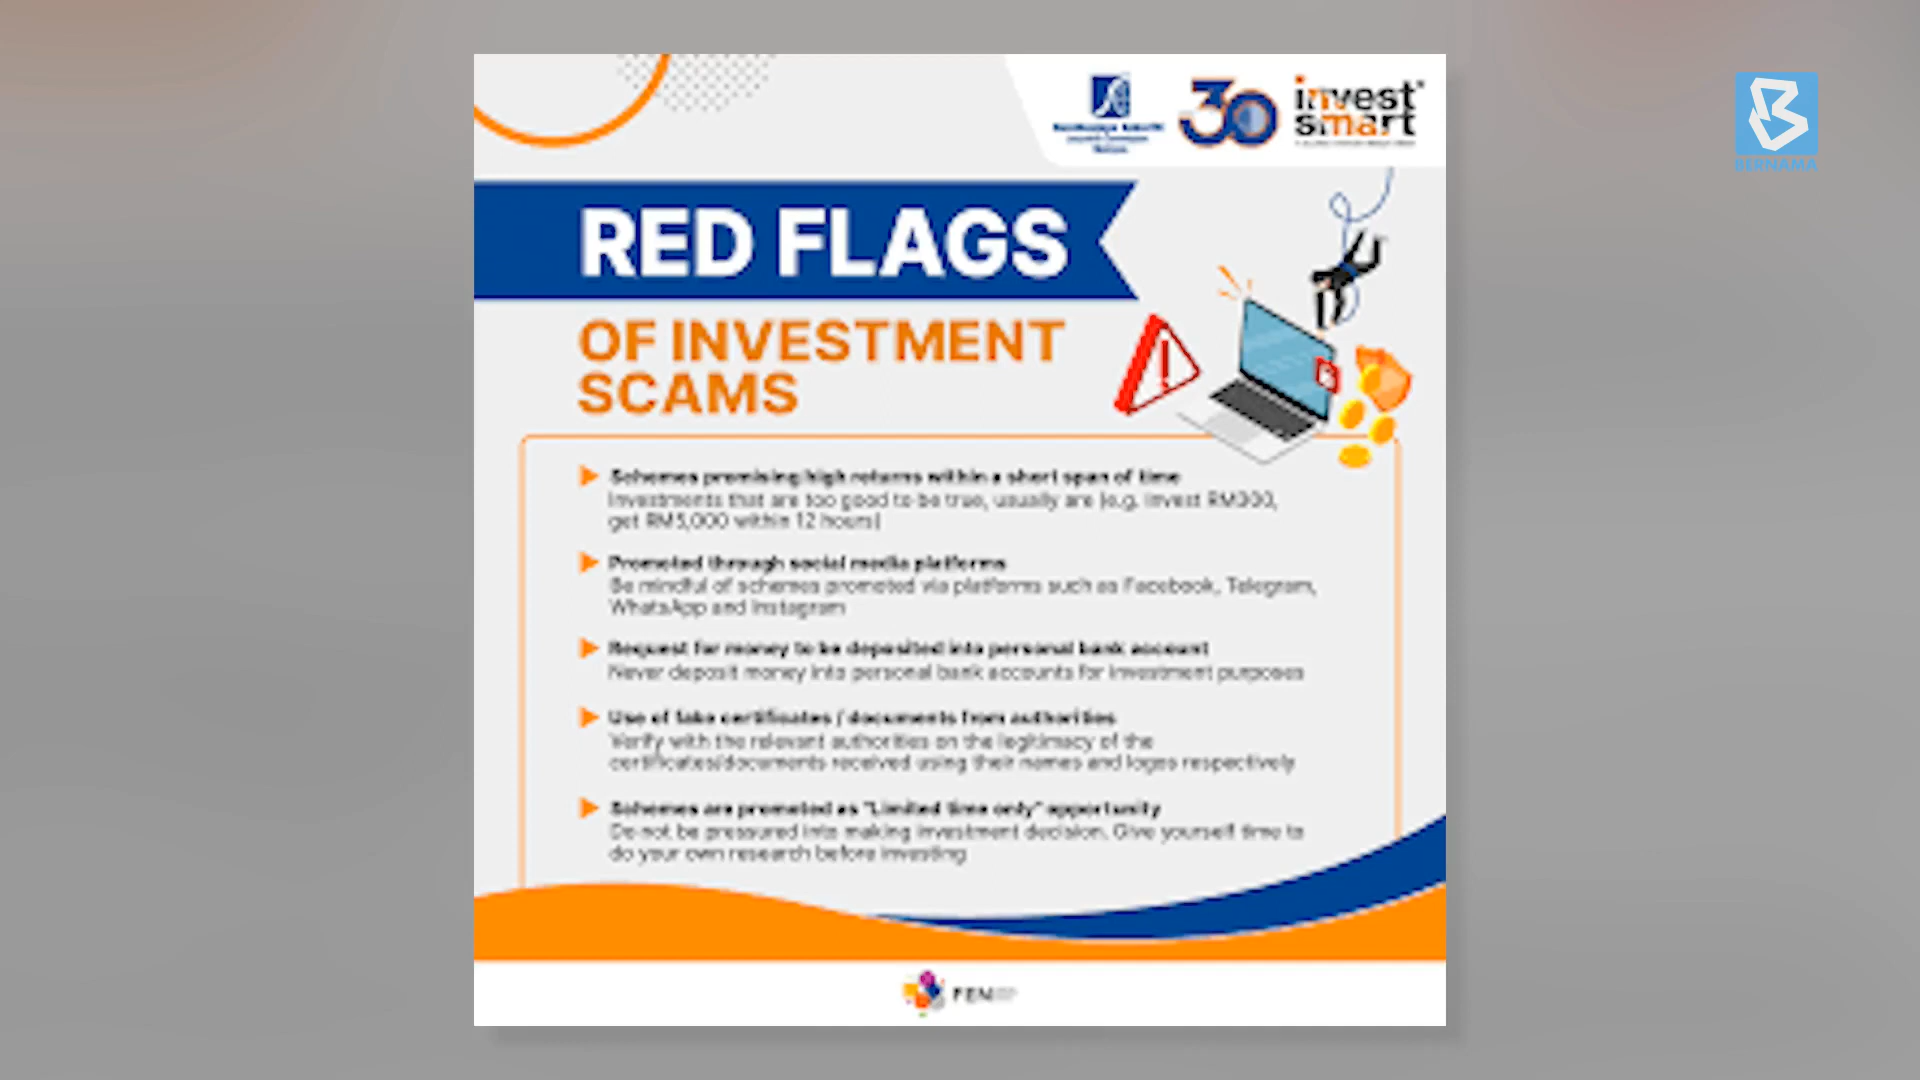 30
invest
smart
BERNAMA
RED FLAGS
OF INVESTMENT
SCAMS
Schemes promising high returns within a short span of time
Investments that are too good to be true, usually are (e.g. Invest RM300,
get RM5,000 within 12 hours)
Promoted through social media platforms
Be mindful of schemes promoted via platforms such as Facebook, Telegram,
WhatsApp and Instagram
Request for money to be deposited into personal bank account
Never deposit money into personal bank accounts for investment purposes
Use of fake certificates / documents from authorities
Verify with the relevant authorities on the legitimacy of the
certificates/documents received using their names and logos respectively
Schemes are promoted as "Limited time only" opportunity
Do not be pressured into making investment decision. Give yourself time to
do your own research before investing
FEN